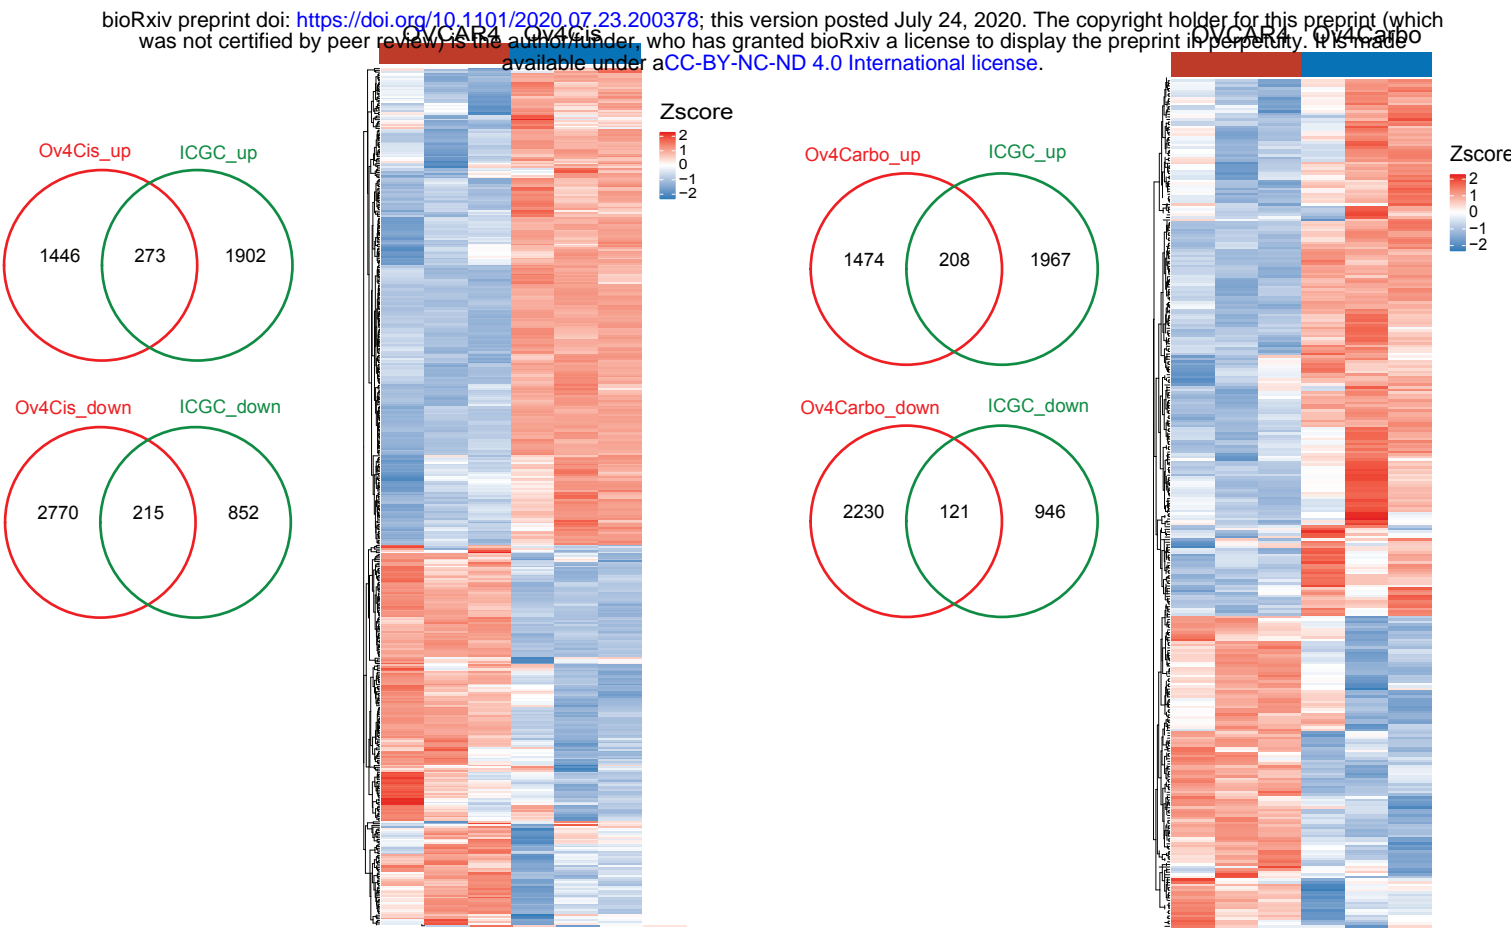 bioRxiv preprint doi: https://doi.org/10.1101/2020.07.23.200378; this version posted July 24, 2020. The copyright holder for this preprint (which
was not certified by peer review) is the author/funder, who has granted bioRxiv a license to display the preprint in perpetuity. It is made
available under aCC-BY-NC-ND 4.0 International license.
OVCAR4 Ov4Cis
OVCAR4 Ov4Carbo
Zscore
2
1
0
−1
−2
Ov4Cis_up ICGC_up
1446 273 1902
Ov4Cis_down ICGC_down
2770 215 852
Ov4Carbo_up ICGC_up
1474 208 1967
Ov4Carbo_down ICGC_down
2230 121 946
Zscore
2
1
0
−1
−2